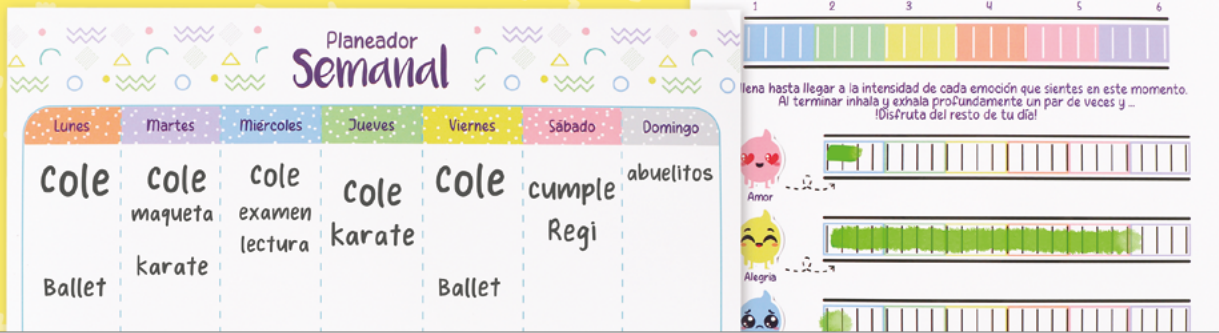 Planeador
Semanal
Lunes Martes Miércoles Jueves Viernes Sábado Domingo
cole cole cole cole cole cumple abuelitos
maqueta examen karate Regi
lectura
karate
Ballet Ballet
1 2 3 4 5 6
llena hasta llegar a la intensidad de cada emoción que sientes en este momento.
Al terminar inhala y exhala profundamente un par de veces y ...
!Disfruta del resto de tu día!
Amor
Alegría